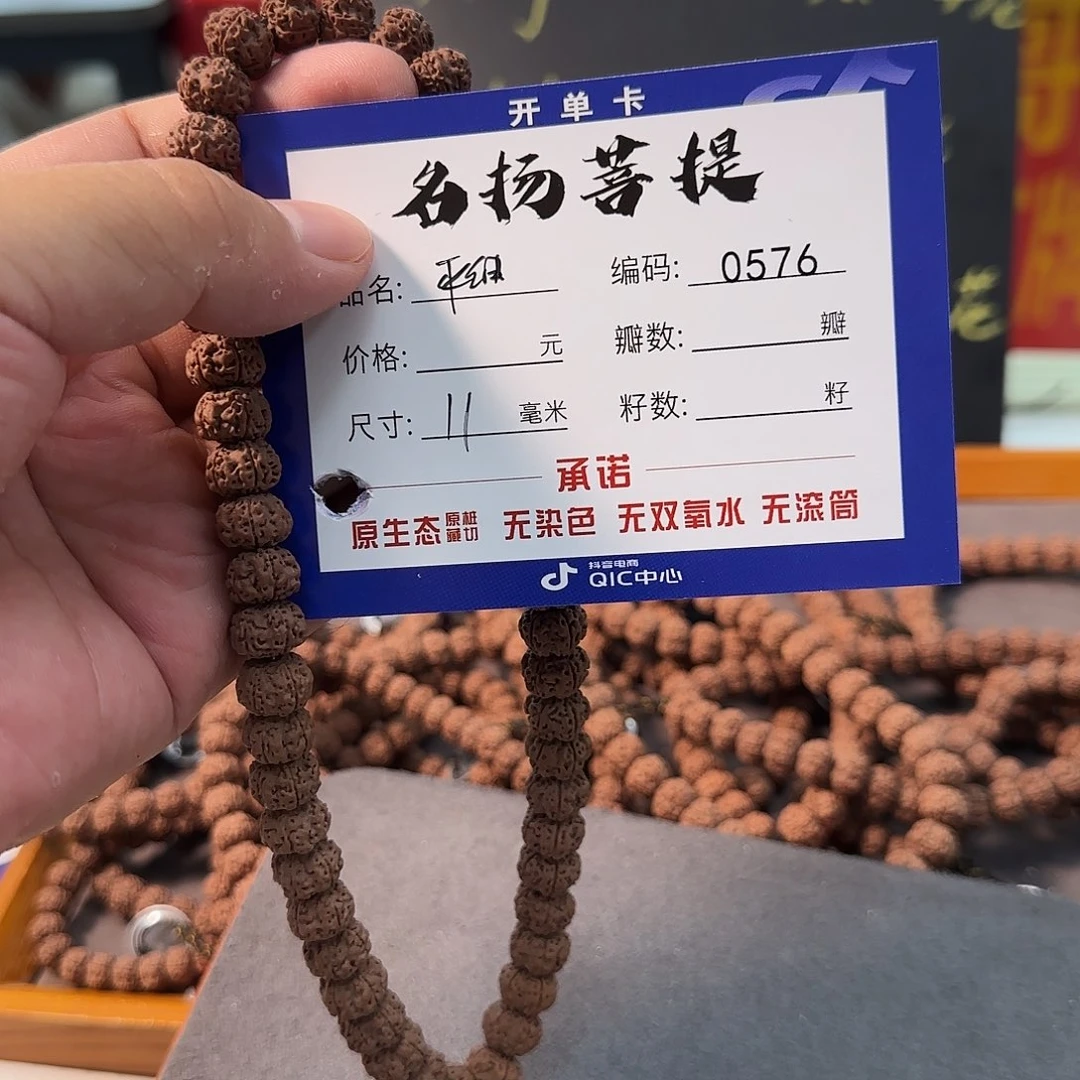 开单卡
名扬菩提
品名: 编码: 0576
价格: 元 瓣数: 瓣
尺寸: 11 毫米 籽数: 籽
承诺
原生态 原桩藏切 无染色 无双氧水 无滚筒
抖音电商
QIC中心